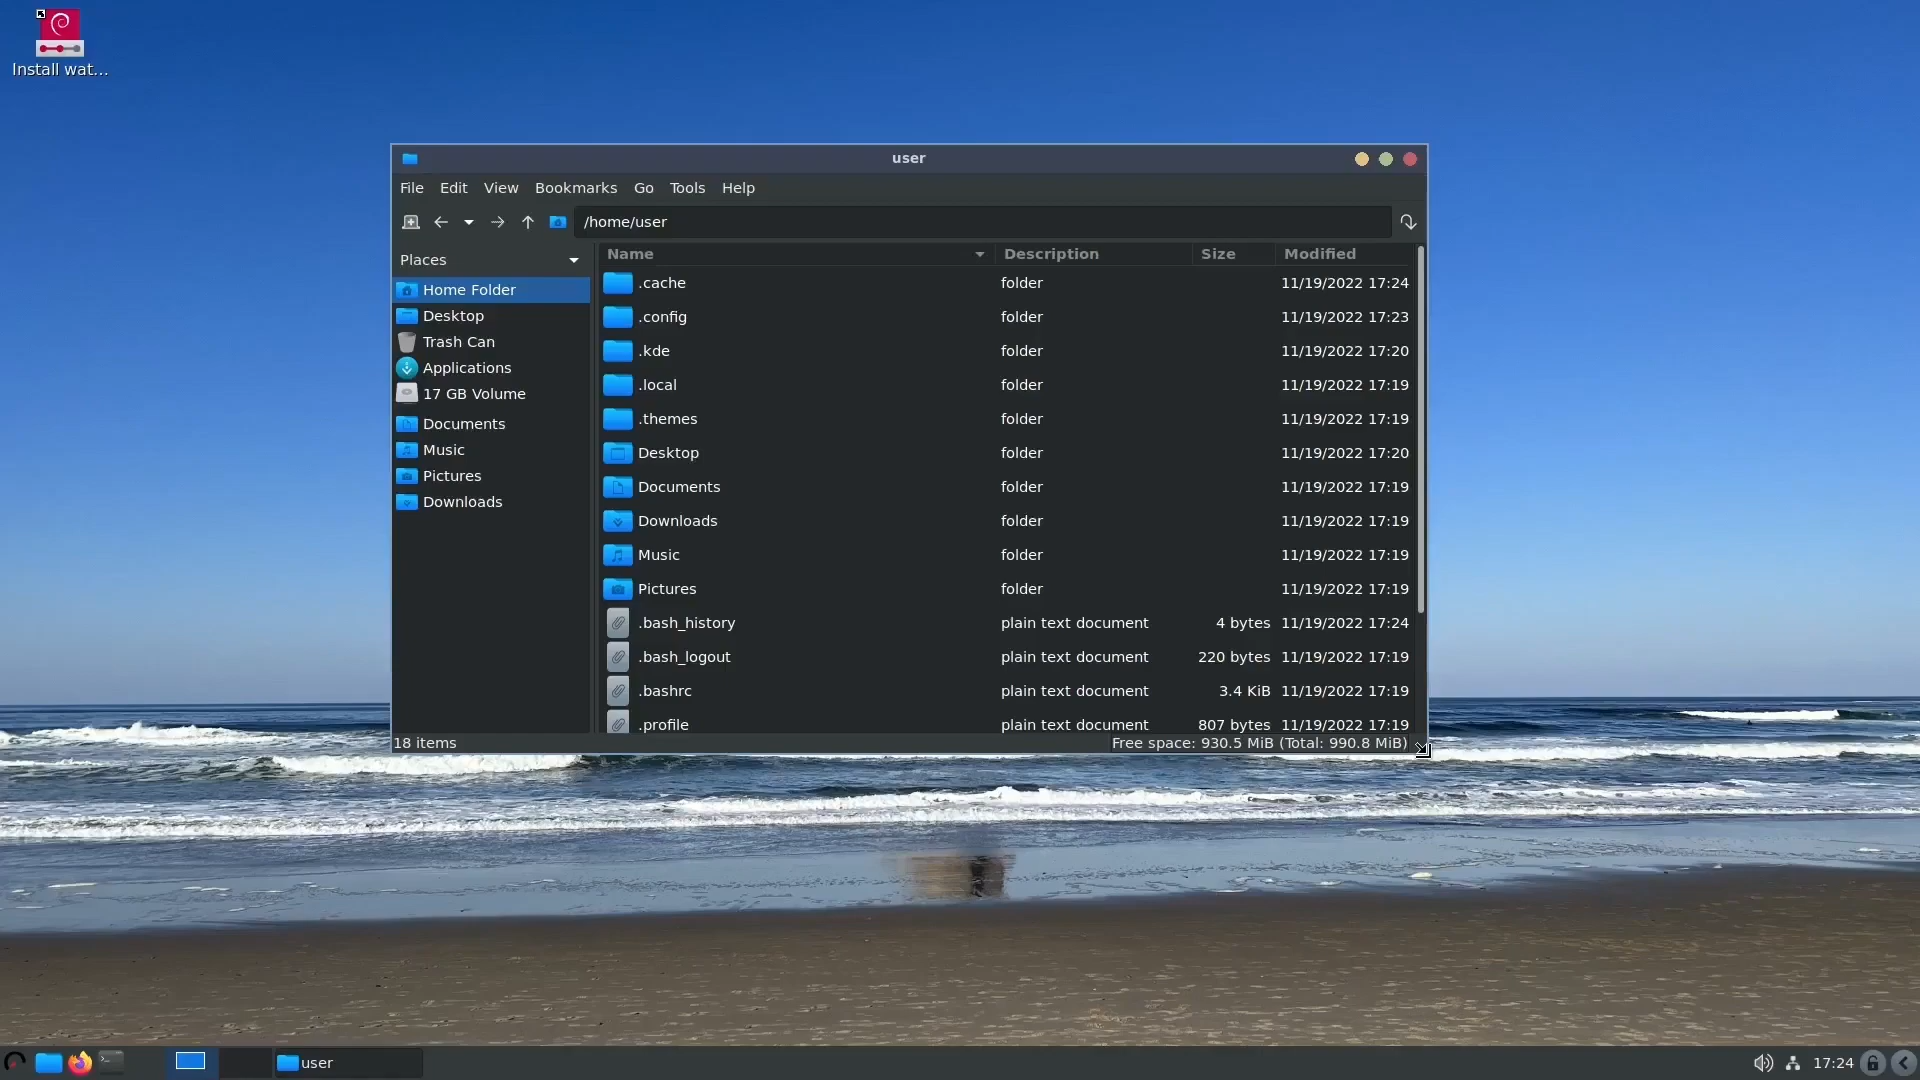 Install wat...
user
File Edit View Bookmarks Go Tools Help
/home/user
Places
Home Folder
Desktop
Trash Can
Applications
17 GB Volume
Documents
Music
Pictures
Downloads
Name Description Size Modified
.cache folder 11/19/2022 17:24
.config folder 11/19/2022 17:23
.kde folder 11/19/2022 17:20
.local folder 11/19/2022 17:19
.themes folder 11/19/2022 17:19
Desktop folder 11/19/2022 17:20
Documents folder 11/19/2022 17:19
Downloads folder 11/19/2022 17:19
Music folder 11/19/2022 17:19
Pictures folder 11/19/2022 17:19
.bash_history plain text document 4 bytes 11/19/2022 17:24
.bash_logout plain text document 220 bytes 11/19/2022 17:19
.bashrc plain text document 3.4 KiB 11/19/2022 17:19
.profile plain text document 807 bytes 11/19/2022 17:19
18 items Free space: 930.5 MiB (Total: 990.8 MiB)
user 17:24